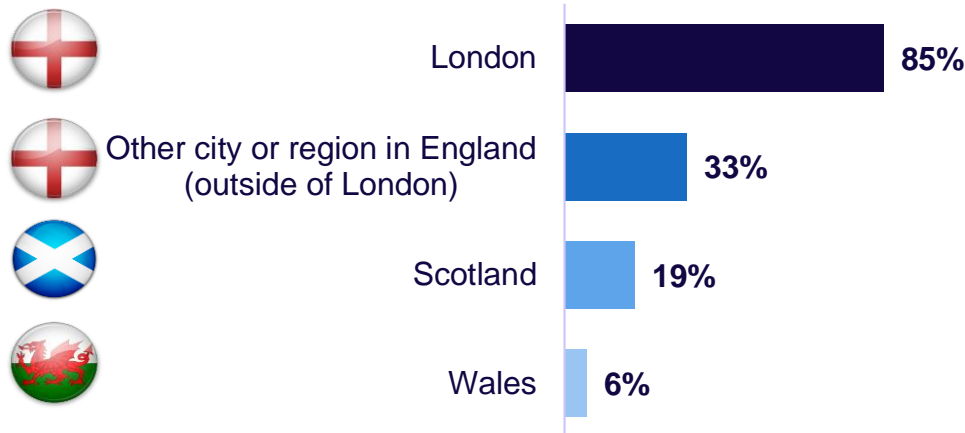 London
85%
Other city or region in England
(outside of London)
33%
Scotland
19%
Wales
6%